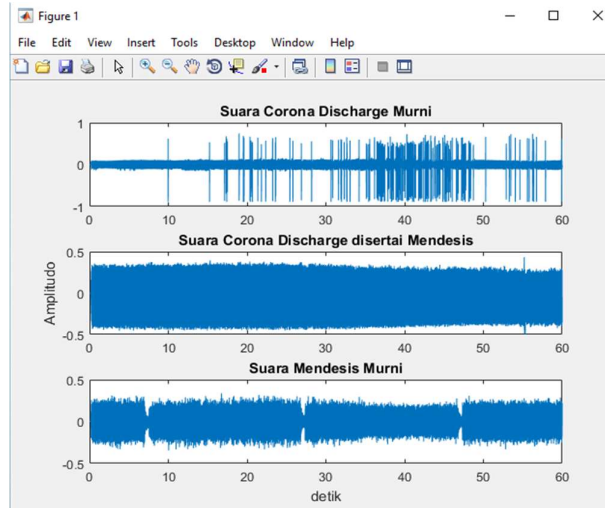 Figure 1
File Edit View Insert Tools Desktop Window Help
Suara Corona Discharge Murni
1
0
-1
0 10 20 30 40 50 60
Suara Corona Discharge disertai Mendesis
0.5
0
-0.5
Amplitudo
0 10 20 30 40 50 60
Suara Mendesis Murni
0.5
0
-0.5
0 10 20 30 40 50 60
detik